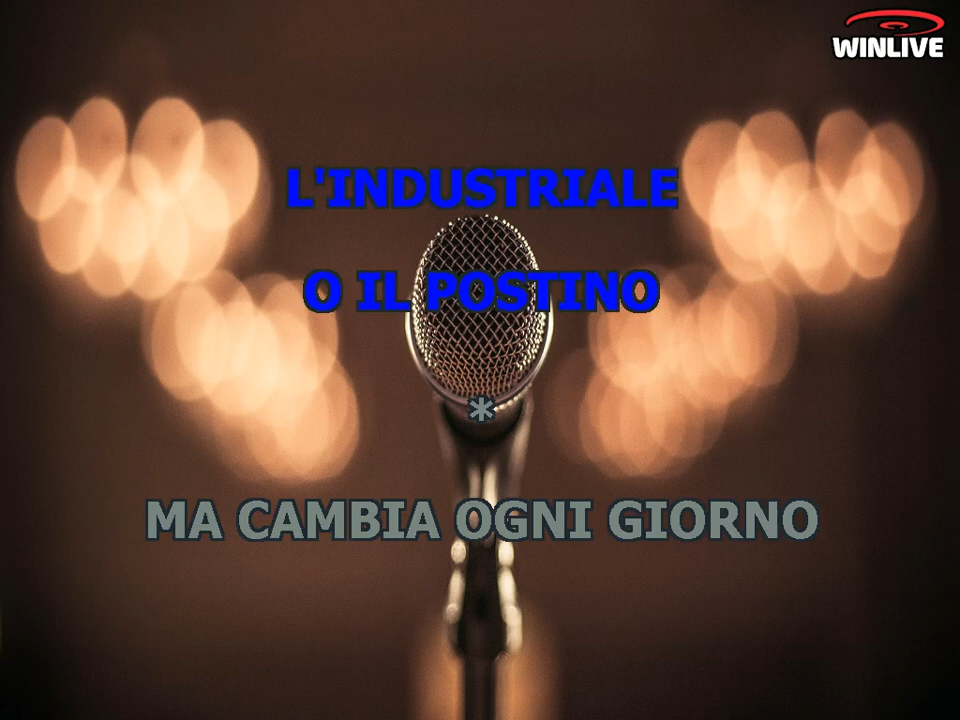 WINLIVE
L'INDUSTRIALE
O IL POSTINO
*
MA CAMBIA OGNI GIORNO